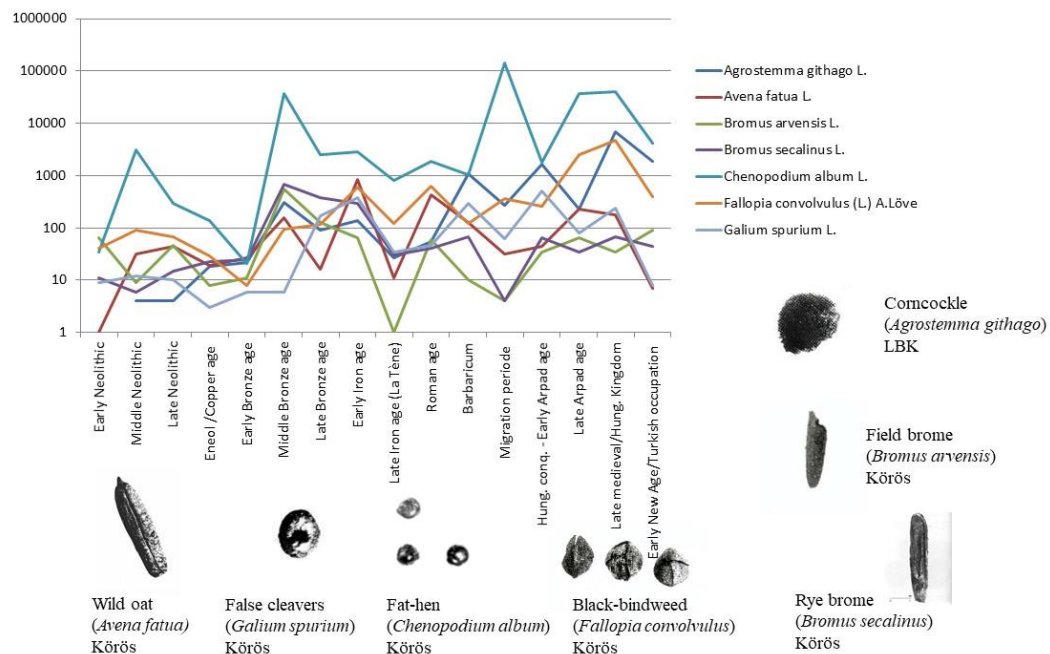 1000000
100000
10000
1000
100
10
1
Early Neolithic
Middle Neolithic
Late Neolithic
Eneol /Copper age
Early Bronze age
Middle Bronze age
Late Bronze age
Early Iron age
Late Iron age (La Tène)
Roman age
Barbaricum
Migration periode
Hung. conq. - Early Arpad age
Late Arpad age
Late medieval/Hung. Kingdom
Early New Age/Turkish occupation
Agrostemma githago L.
Avena fatua L.
Bromus arvensis L.
Bromus secalinus L.
Chenopodium album L.
Fallopia convolvulus (L.) A.Löve
Galium spurium L.
Corncockle
(Agrostemma githago)
LBK
Field brome
(Bromus arvensis)
Körös
Wild oat
(Avena fatua)
Körös
False cleavers
(Galium spurium)
Körös
Fat-hen
(Chenopodium album)
Körös
Black-bindweed
(Fallopia convolvulus)
Körös
Rye brome
(Bromus secalinus)
Körös